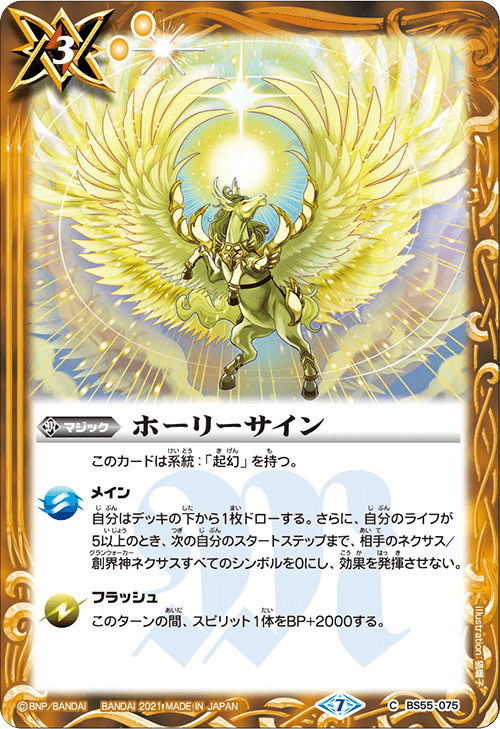 3
マジック ホーリーサイン
このカードは系統:「起幻」を持つ。
メイン
自分はデッキの下から1枚ドローする。さらに、自分のライフが
5以上のとき、次の自分のスタートステップまで、相手のネクサス/
創界神ネクサスすべてのシンボルを0にし、効果を発揮させない。
フラッシュ
このターンの間、スピリット1体をBP+2000する。
©BNP/BANDAI BANDAI 2021 MADE IN JAPAN 7 C BS55-075
Illustration: